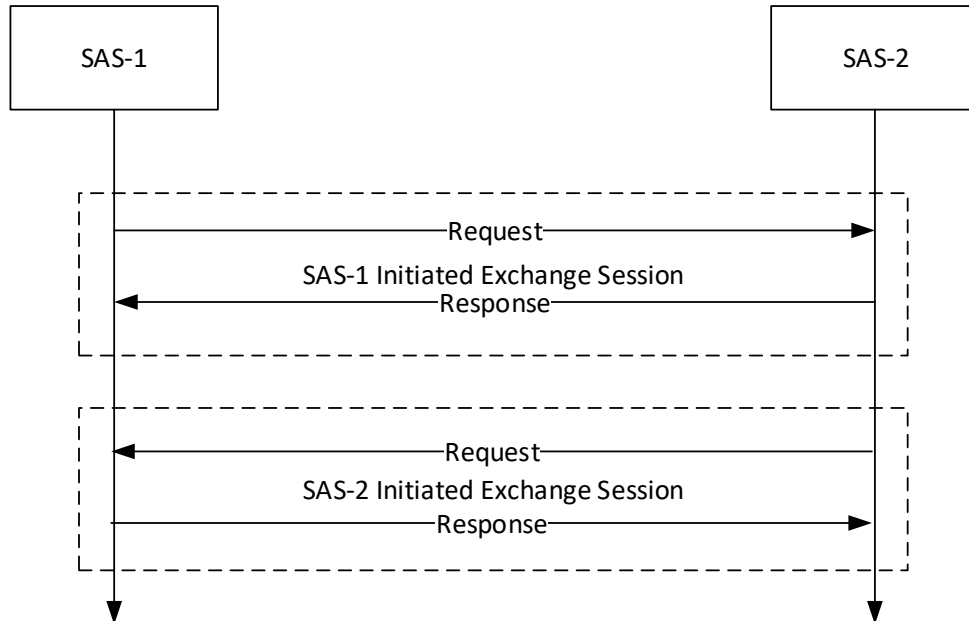 SAS-1
SAS-2
Request
SAS-1 Initiated Exchange Session
Response
Request
SAS-2 Initiated Exchange Session
Response